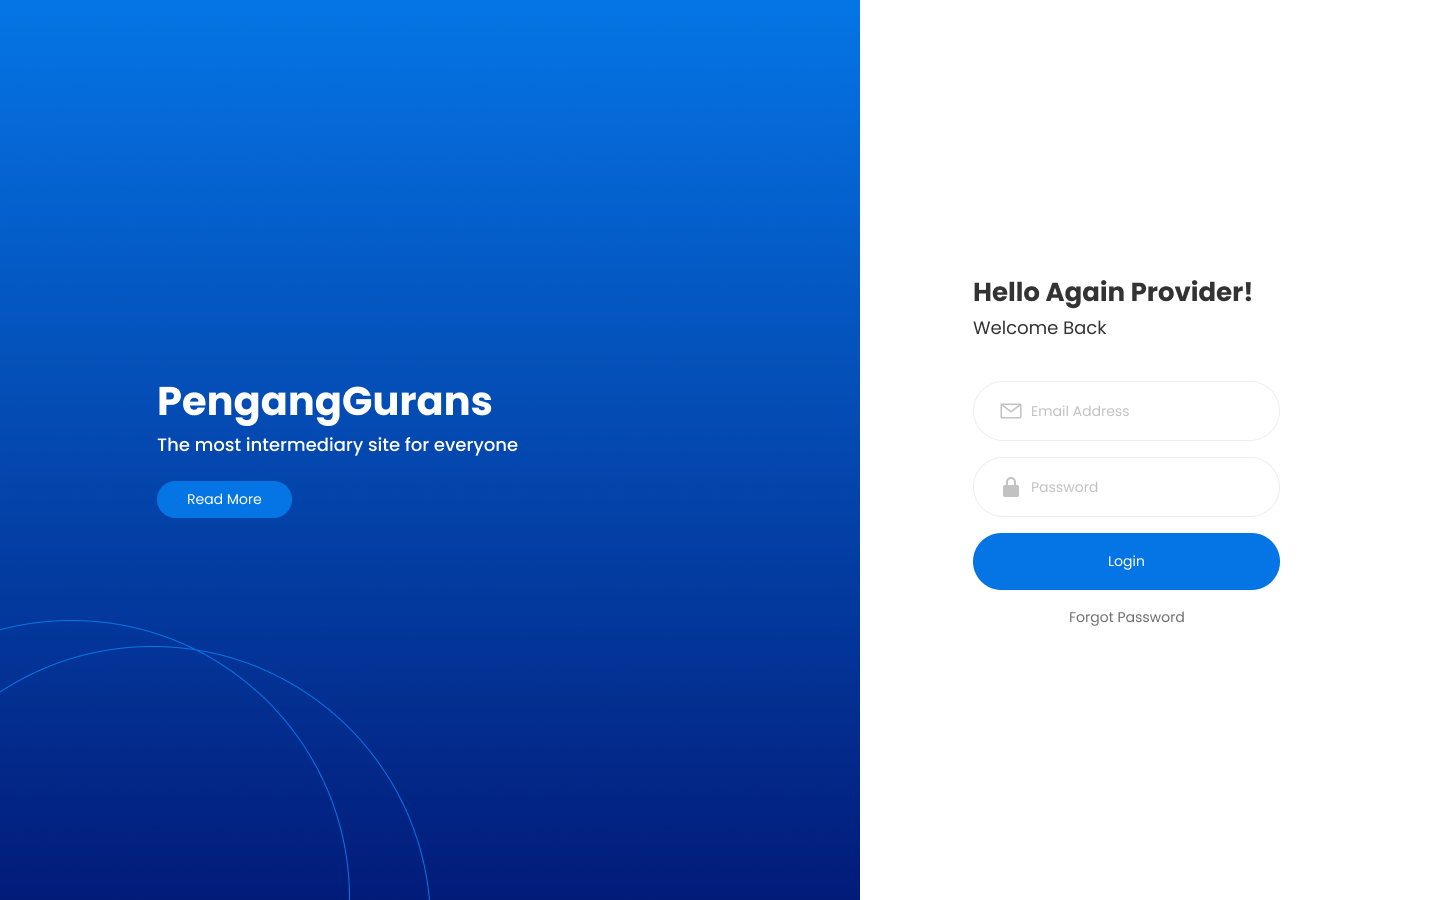 PengangGurans
The most intermediary site for everyone
Read More
Hello Again Provider!
Welcome Back
Email Address
Password
Login
Forgot Password